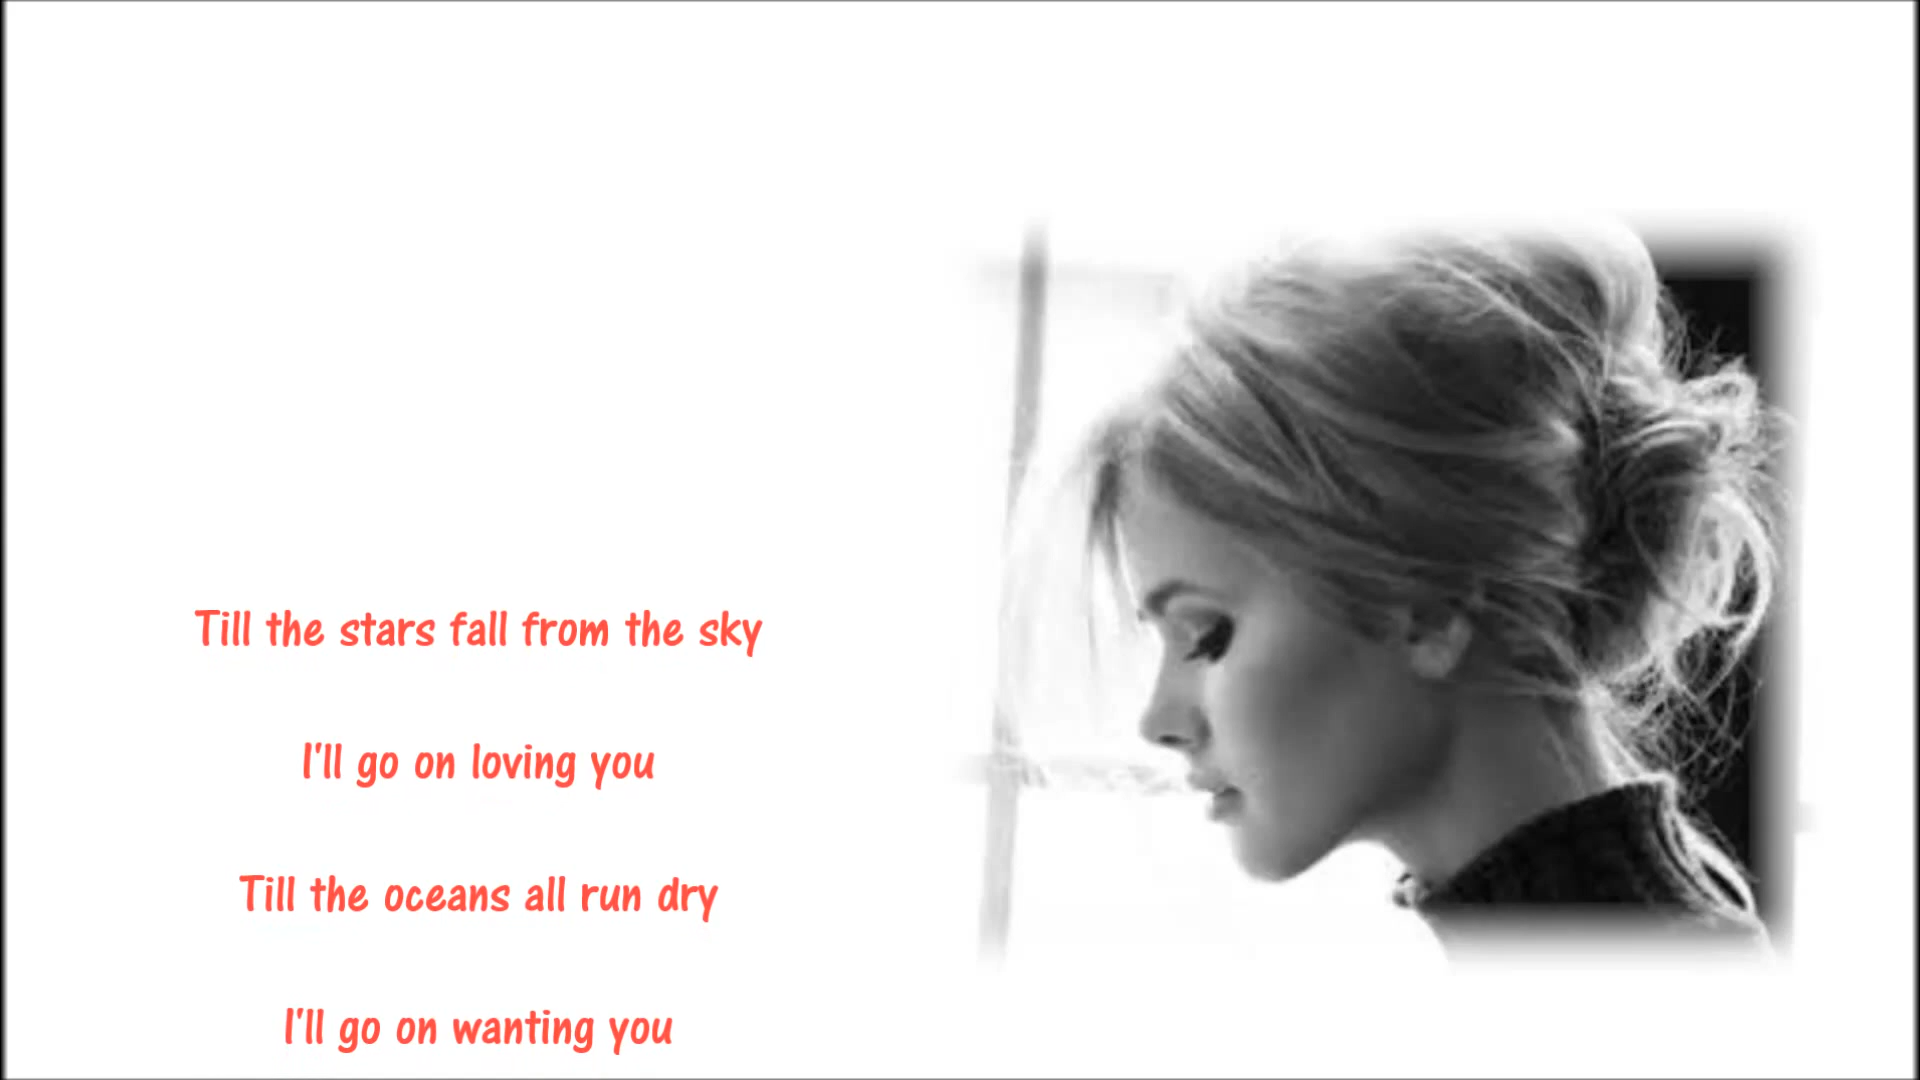 Till the stars fall from the sky
I'll go on loving you
Till the oceans all run dry
I'll go on wanting you